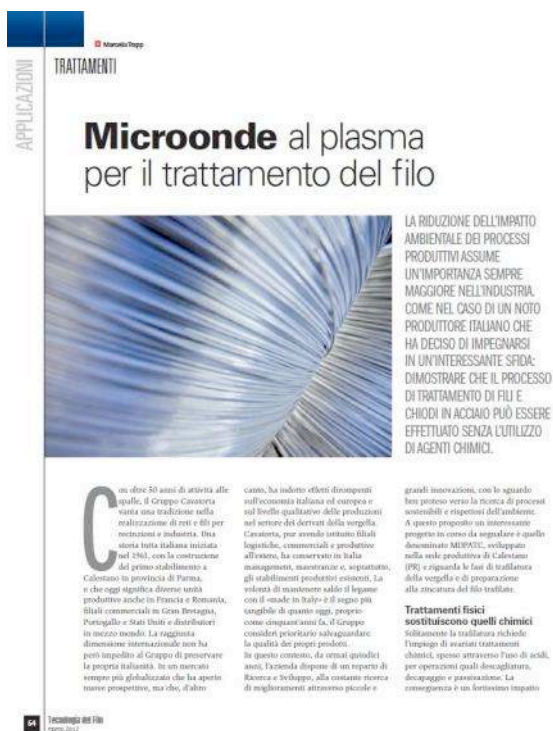 Marcello Trapp
APPLICAZIONI
TRATTAMENTI
Microonde al plasma
per il trattamento del filo
LA RIDUZIONE DELL'IMPATTO
AMBIENTALE DEI PROCESSI
PRODUTTIVI ASSUME
UN'IMPORTANZA SEMPRE
MAGGIORE NELL'INDUSTRIA.
COME NEL CASO DI UN NOTO
PRODUTTORE ITALIANO CHE
HA DECISO DI IMPEGNARSI
IN UN'INTERESSANTE SFIDA:
DIMOSTRARE CHE IL PROCESSO
DI TRATTAMENTO DI FILI E
CHIODI IN ACCIAIO PUÒ ESSERE
EFFETTUATO SENZA L'UTILIZZO
DI AGENTI CHIMICI.
Con oltre 50 anni di attività alle
spalle, il Gruppo Cavatorta
vanta una tradizione nella
realizzazione di reti e fili per
recinzioni e industria. Una
storia tutta italiana iniziata
nel 1961, con la costruzione
del primo stabilimento a
Calestano in provincia di Parma,
e che oggi significa diverse unità
produttive anche in Francia e Romania,
filiali commerciali in Gran Bretagna,
Portogallo e Stati Uniti e distributori
in mezzo mondo. La raggiunta
dimensione internazionale non ha
però impedito al Gruppo di preservare
la propria italianità. In un mercato
sempre più globalizzato che ha aperto
nuove prospettive, ma che, d'altro
canto, ha indotto effetti dirompenti
sull'economia italiana ed europea e
sul livello qualitativo delle produzioni
nel settore dei derivati della vergella,
Cavatorta, pur avendo istituito filiali
logistiche, commerciali e produttive
all'estero, ha conservato in Italia
management, maestranze e, soprattutto,
gli stabilimenti produttivi esistenti. La
volontà di mantenere saldo il legame
con il «made in Italy» è il segno più
tangibile di quanto oggi, proprio
come cinquant'anni fa, il Gruppo
consideri prioritario salvaguardare
la qualità dei propri prodotti.
In questo contesto, da ormai quindici
anni, l'azienda dispone di un reparto di
Ricerca e Sviluppo, alla costante ricerca
di miglioramenti attraverso piccole e
grandi innovazioni, con lo sguardo
ben proteso verso la ricerca di processi
sostenibili e rispettosi dell'ambiente.
A questo proposito un interessante
progetto in corso da segnalare è quello
denominato MDPATC, sviluppato
nella sede produttiva di Calestano
(PR) e riguarda le fasi di trafilatura
della vergella e di preparazione
alla zincatura del filo trafilato.
Trattamenti fisici
sostituiscono quelli chimici
Solitamente la trafilatura richiede
l'impiego di svariati trattamenti
chimici, spesso attraverso l'uso di acidi,
per operazioni quali descagliatura,
decapaggio e passivazione. La
conseguenza è un fortissimo impatto
64 Tecnologia del Filo
2012